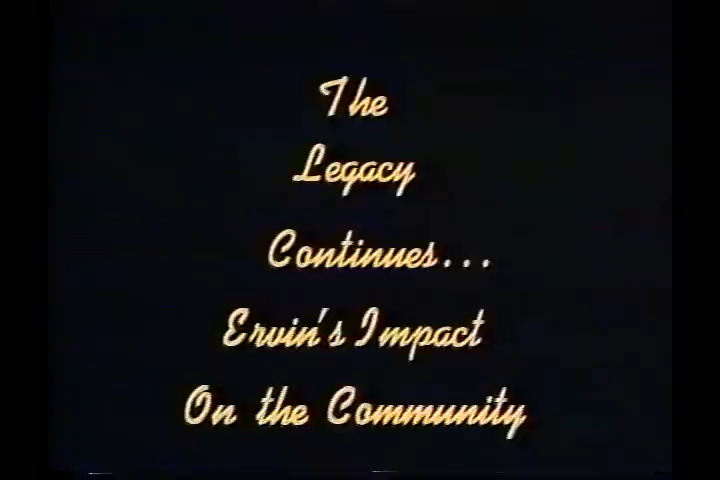 The
Legacy
Continues...
Ervin's Impact
On the Community